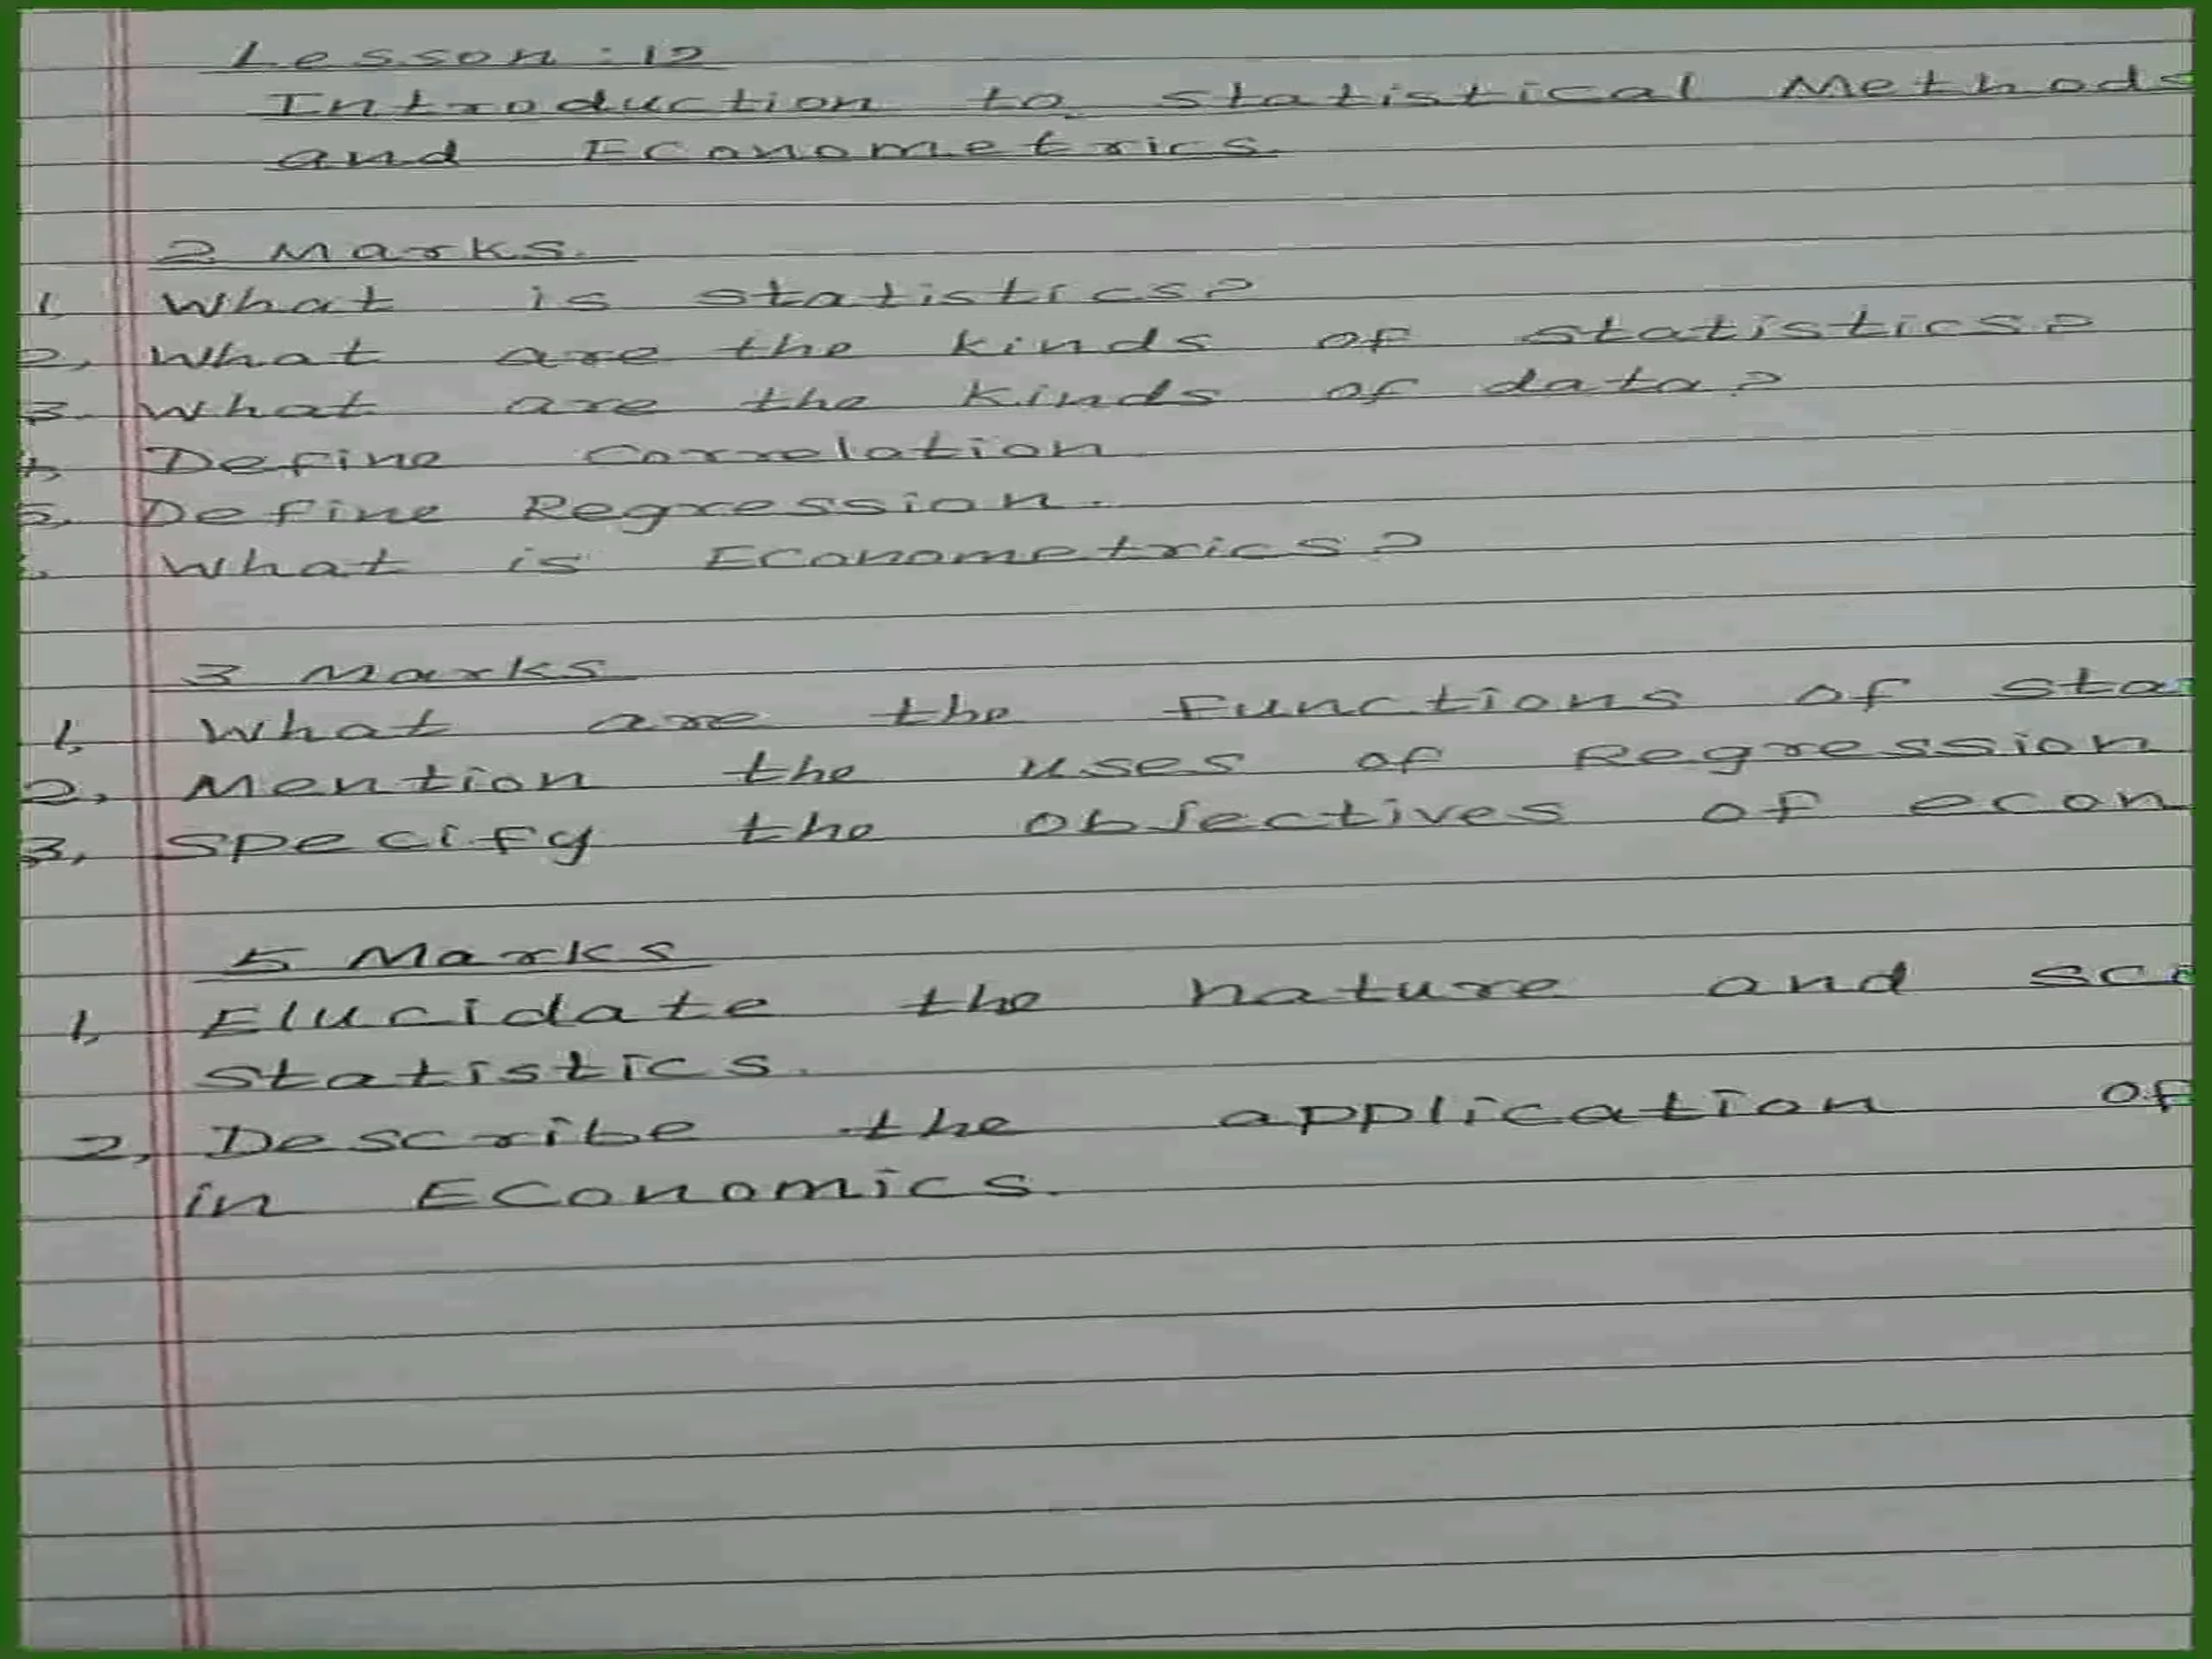 Lesson : 12
Introduction to Statistical Methods
and Econometrics.
2 Marks.
1. What is statistics?
2. What are the kinds of statistics?
3. What are the kinds of data?
4. Define Correlation
5. Define Regression.
What is Econometrics?
3 Marks
1. What are the Functions of sta
2. Mention the uses of Regression
3. Specify the objectives of econ
5 Marks
1. Elucidate the nature and
Statistics.
2. Describe the application of
in Economics.